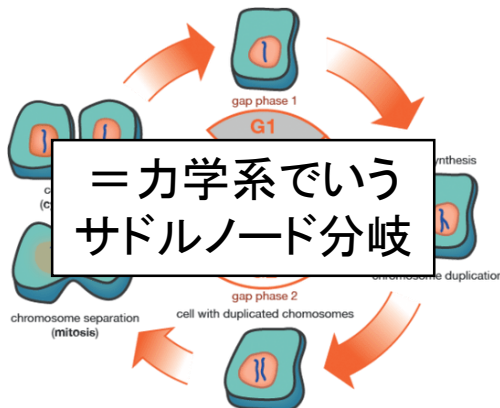 gap phase 1
G1
ynthesis
＝力学系でいう
サドルノード分岐
chromosome duplication
gap phase 2
cell with duplicated chomosomes
chromosome separation
(mitosis)